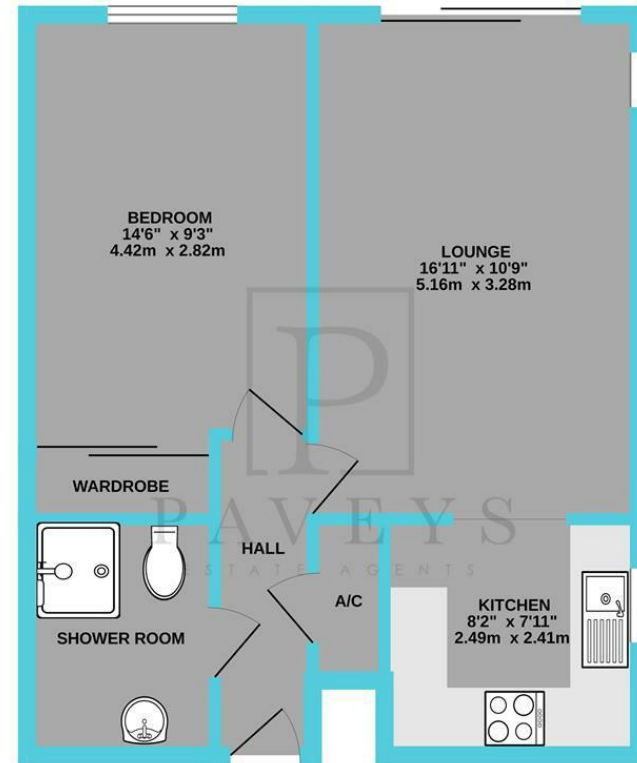 BEDROOM
14'6" x 9'3"
4.42m x 2.82m
LOUNGE
16'11" x 10'9"
5.16m x 3.28m
P
WARDROBE
PAVEYS
ESTATE AGENTS
HALL
A/C
KITCHEN
8'2" x 7'11"
2.49m x 2.41m
SHOWER ROOM